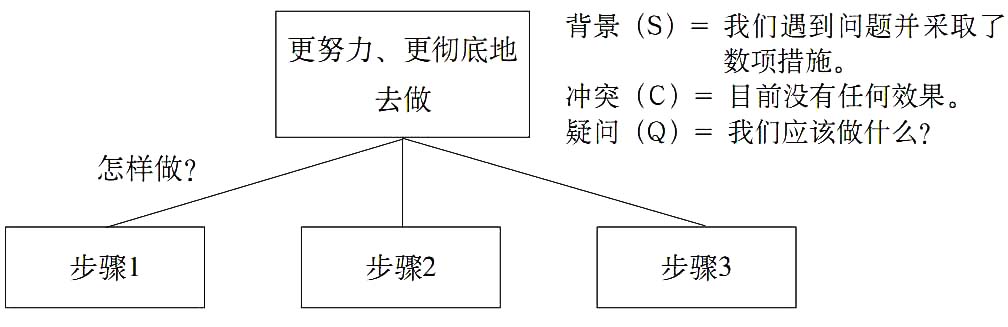 更努力、更彻底地
去做
背景（S）= 我们遇到问题并采取了
数项措施。
冲突（C）= 目前没有任何效果。
疑问（Q）= 我们应该做什么？
怎样做？
步骤1
步骤2
步骤3